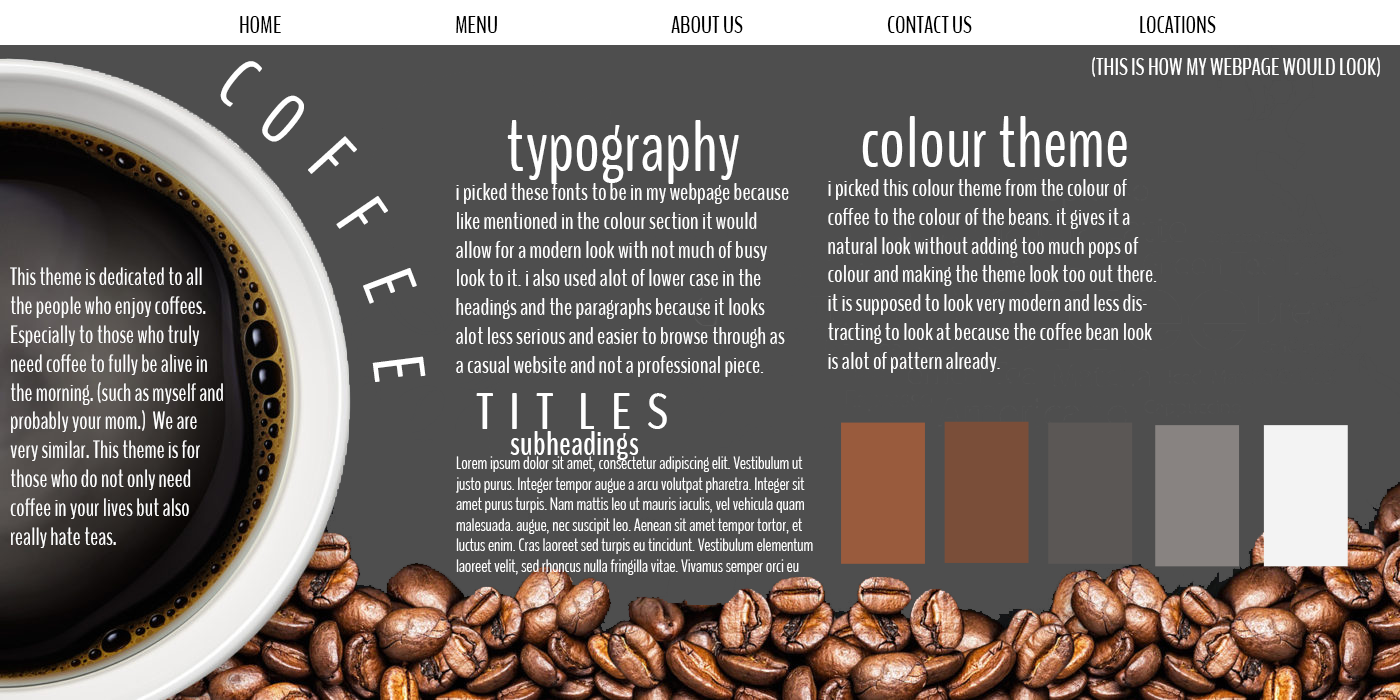 HOME MENU ABOUT US CONTACT US LOCATIONS
(THIS IS HOW MY WEBPAGE WOULD LOOK)
COFFEE
This theme is dedicated to all
the people who enjoy coffees.
Especially to those who truly
need coffee to fully be alive in
the morning. (such as myself and
probably your mom.) We are
very similar. This theme is for
those who do not only need
coffee in your lives but also
really hate teas.
typography
i picked these fonts to be in my webpage because
like mentioned in the colour section it would
allow for a modern look with not much of busy
look to it. i also used alot of lower case in the
headings and the paragraphs because it looks
alot less serious and easier to browse through as
a casual website and not a professional piece.
TITLES
subheadings
Lorem ipsum dolor sit amet, consectetur adipiscing elit. Vestibulum ut
justo purus. Integer tempor augue a arcu volutpat pharetra. Integer sit
amet purus turpis. Nam mattis leo ut mauris iaculis, vel vehicula quam
malesuada. augue, nec suscipit leo. Aenean sit amet tempor tortor, et
luctus enim. Cras laoreet sed turpis eu tincidunt. Vestibulum elementum
laoreet velit, sed rhoncus nulla fringilla vitae. Vivamus semper orci eu
colour theme
i picked this colour theme from the colour of
coffee to the colour of the beans. it gives it a
natural look without adding too much pops of
colour and making the theme look too out there.
it is supposed to look very modern and less dis-
tracting to look at because the coffee bean look
is alot of pattern already.